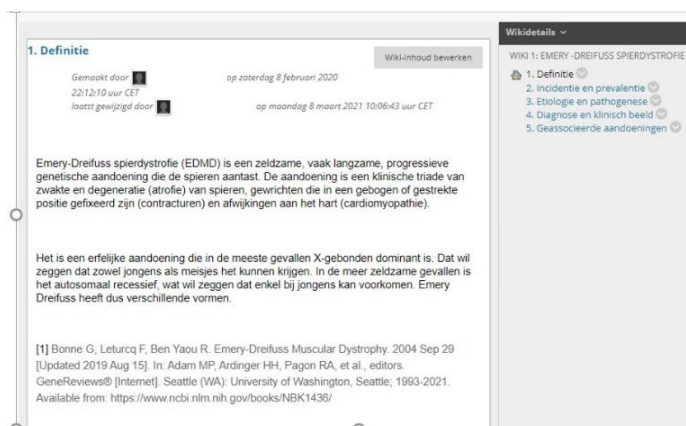 1. Definitie
Wiki-inhoud bewerken
Gemaakt door op zaterdag 8 februari 2020
22:12:10 uur CET
laatst gewijzigd door op maandag 8 maart 2021 10:06:43 uur CET
Emery-Dreifuss spierdystrofie (EDMD) is een zeldzame, vaak langzame, progressieve
genetische aandoening die de spieren aantast. De aandoening is een klinische triade van
zwakte en degeneratie (atrofie) van spieren, gewrichten die in een gebogen of gestrekte
positie gefixeerd zijn (contracturen) en afwijkingen aan het hart (cardiomyopathie).
Het is een erfelijke aandoening die in de meeste gevallen X-gebonden dominant is. Dat wil
zeggen dat zowel jongens als meisjes het kunnen krijgen. In de meer zeldzame gevallen is
het autosomaal recessief, wat wil zeggen dat enkel bij jongens kan voorkomen. Emery
Dreifuss heeft dus verschillende vormen.
[1] Bonne G, Leturcq F, Ben Yaou R. Emery-Dreifuss Muscular Dystrophy. 2004 Sep 29
[Updated 2019 Aug 15]. In: Adam MP, Ardinger HH, Pagon RA, et al., editors.
GeneReviews® [Internet]. Seattle (WA): University of Washington, Seattle; 1993-2021.
Available from: https://www.ncbi.nlm.nih.gov/books/NBK1436/
Wikidetails
WIKI 1: EMERY -DREIFUSS SPIERDYSTROFIE
1. Definitie
2. Incidentie en prevalentie
3. Etiologie en pathogenese
4. Diagnose en klinisch beeld
5. Geassocieerde aandoeningen